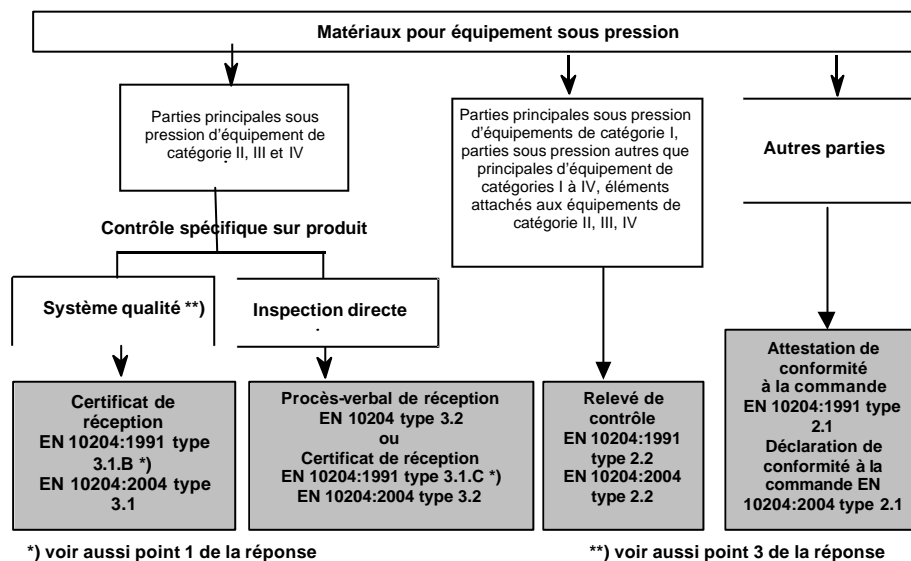 Matériaux pour équipement sous pression
Parties principales sous
pression d'équipement de
catégorie II, III et IV
Parties principales sous pression
d'équipements de catégorie I,
parties sous pression autres que
principales d'équipement de
catégories I à IV, éléments
attachés aux équipements de
catégorie II, III, IV
Autres parties
Contrôle spécifique sur produit
Système qualité **)
Inspection directe
Certificat de
réception
EN 10204:1991 type
3.1.B *)
EN 10204:2004 type
3.1
Procès-verbal de réception
EN 10204 type 3.2
ou
Certificat de réception
EN 10204:1991 type 3.1.C *)
EN 10204:2004 type 3.2
Relevé de
contrôle
EN 10204:1991
type 2.2
EN 10204:2004
type 2.2
Attestation de
conformité
à la commande
EN 10204:1991 type
2.1
Déclaration de
conformité à la
commande EN
10204:2004 type 2.1
*) voir aussi point 1 de la réponse
**) voir aussi point 3 de la réponse